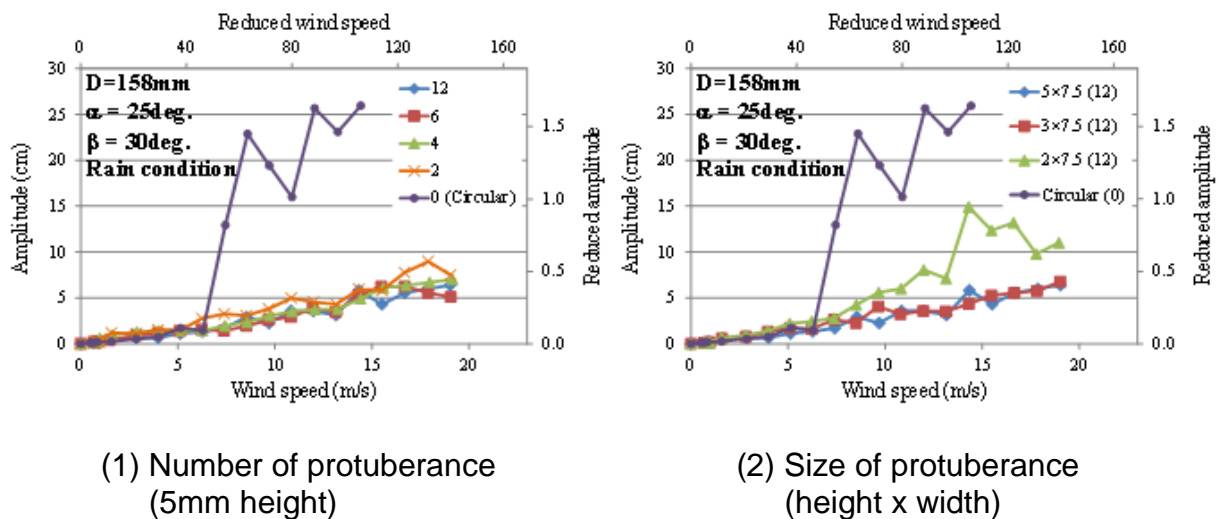 Reduced wind speed
0 40 80 120 160
30
25
20
15
10
5
0
Amplitude (cm)
D=158mm
α = 25deg.
β = 30deg.
Rain condition
12
6
4
2
0 (Circular)
1.5
1.0
0.5
0.0
Reduced amplitude
0 5 10 15 20
Wind speed (m/s)
(1) Number of protuberance
(5mm height)
Reduced wind speed
0 40 80 120 160
30
25
20
15
10
5
0
Amplitude (cm)
D=158mm
α = 25deg.
β = 30deg.
Rain condition
5×7.5 (12)
3×7.5 (12)
2×7.5 (12)
Circular (0)
1.5
1.0
0.5
0.0
Reduced amplitude
0 5 10 15 20
Wind speed (m/s)
(2) Size of protuberance
(height x width)